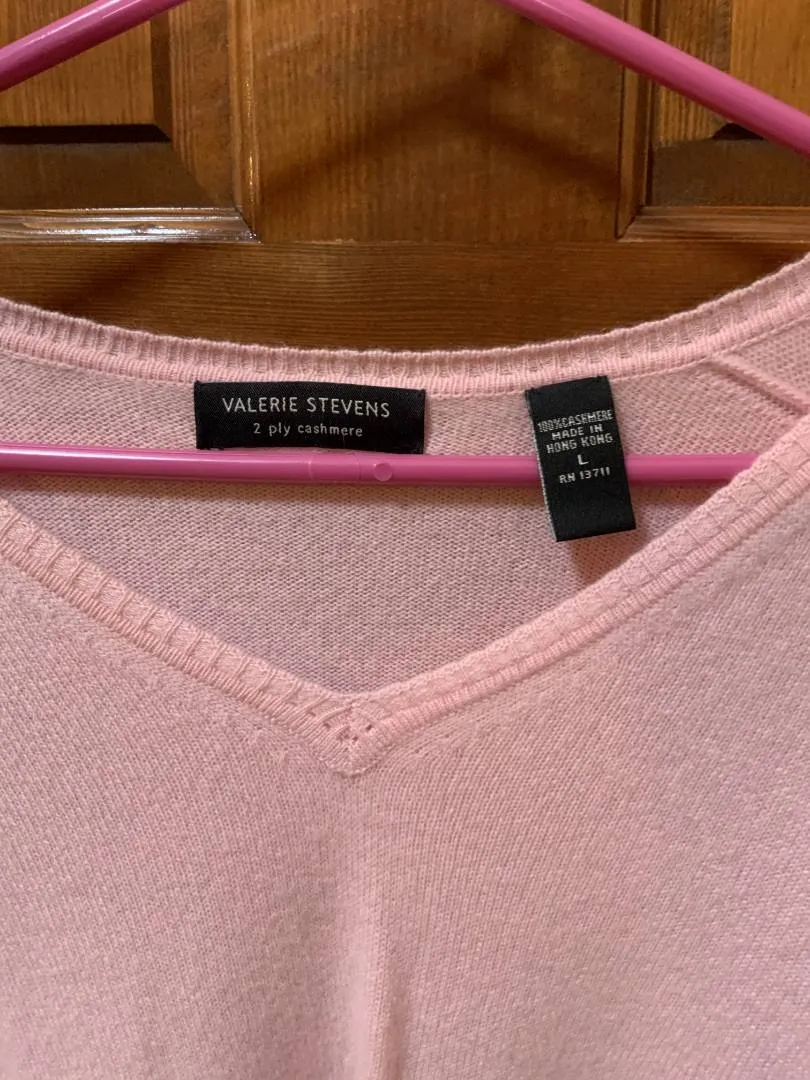 VALERIE STEVENS
2 ply cashmere
100%CASHMERE
MADE IN
HONG KONG
L
RN 13711